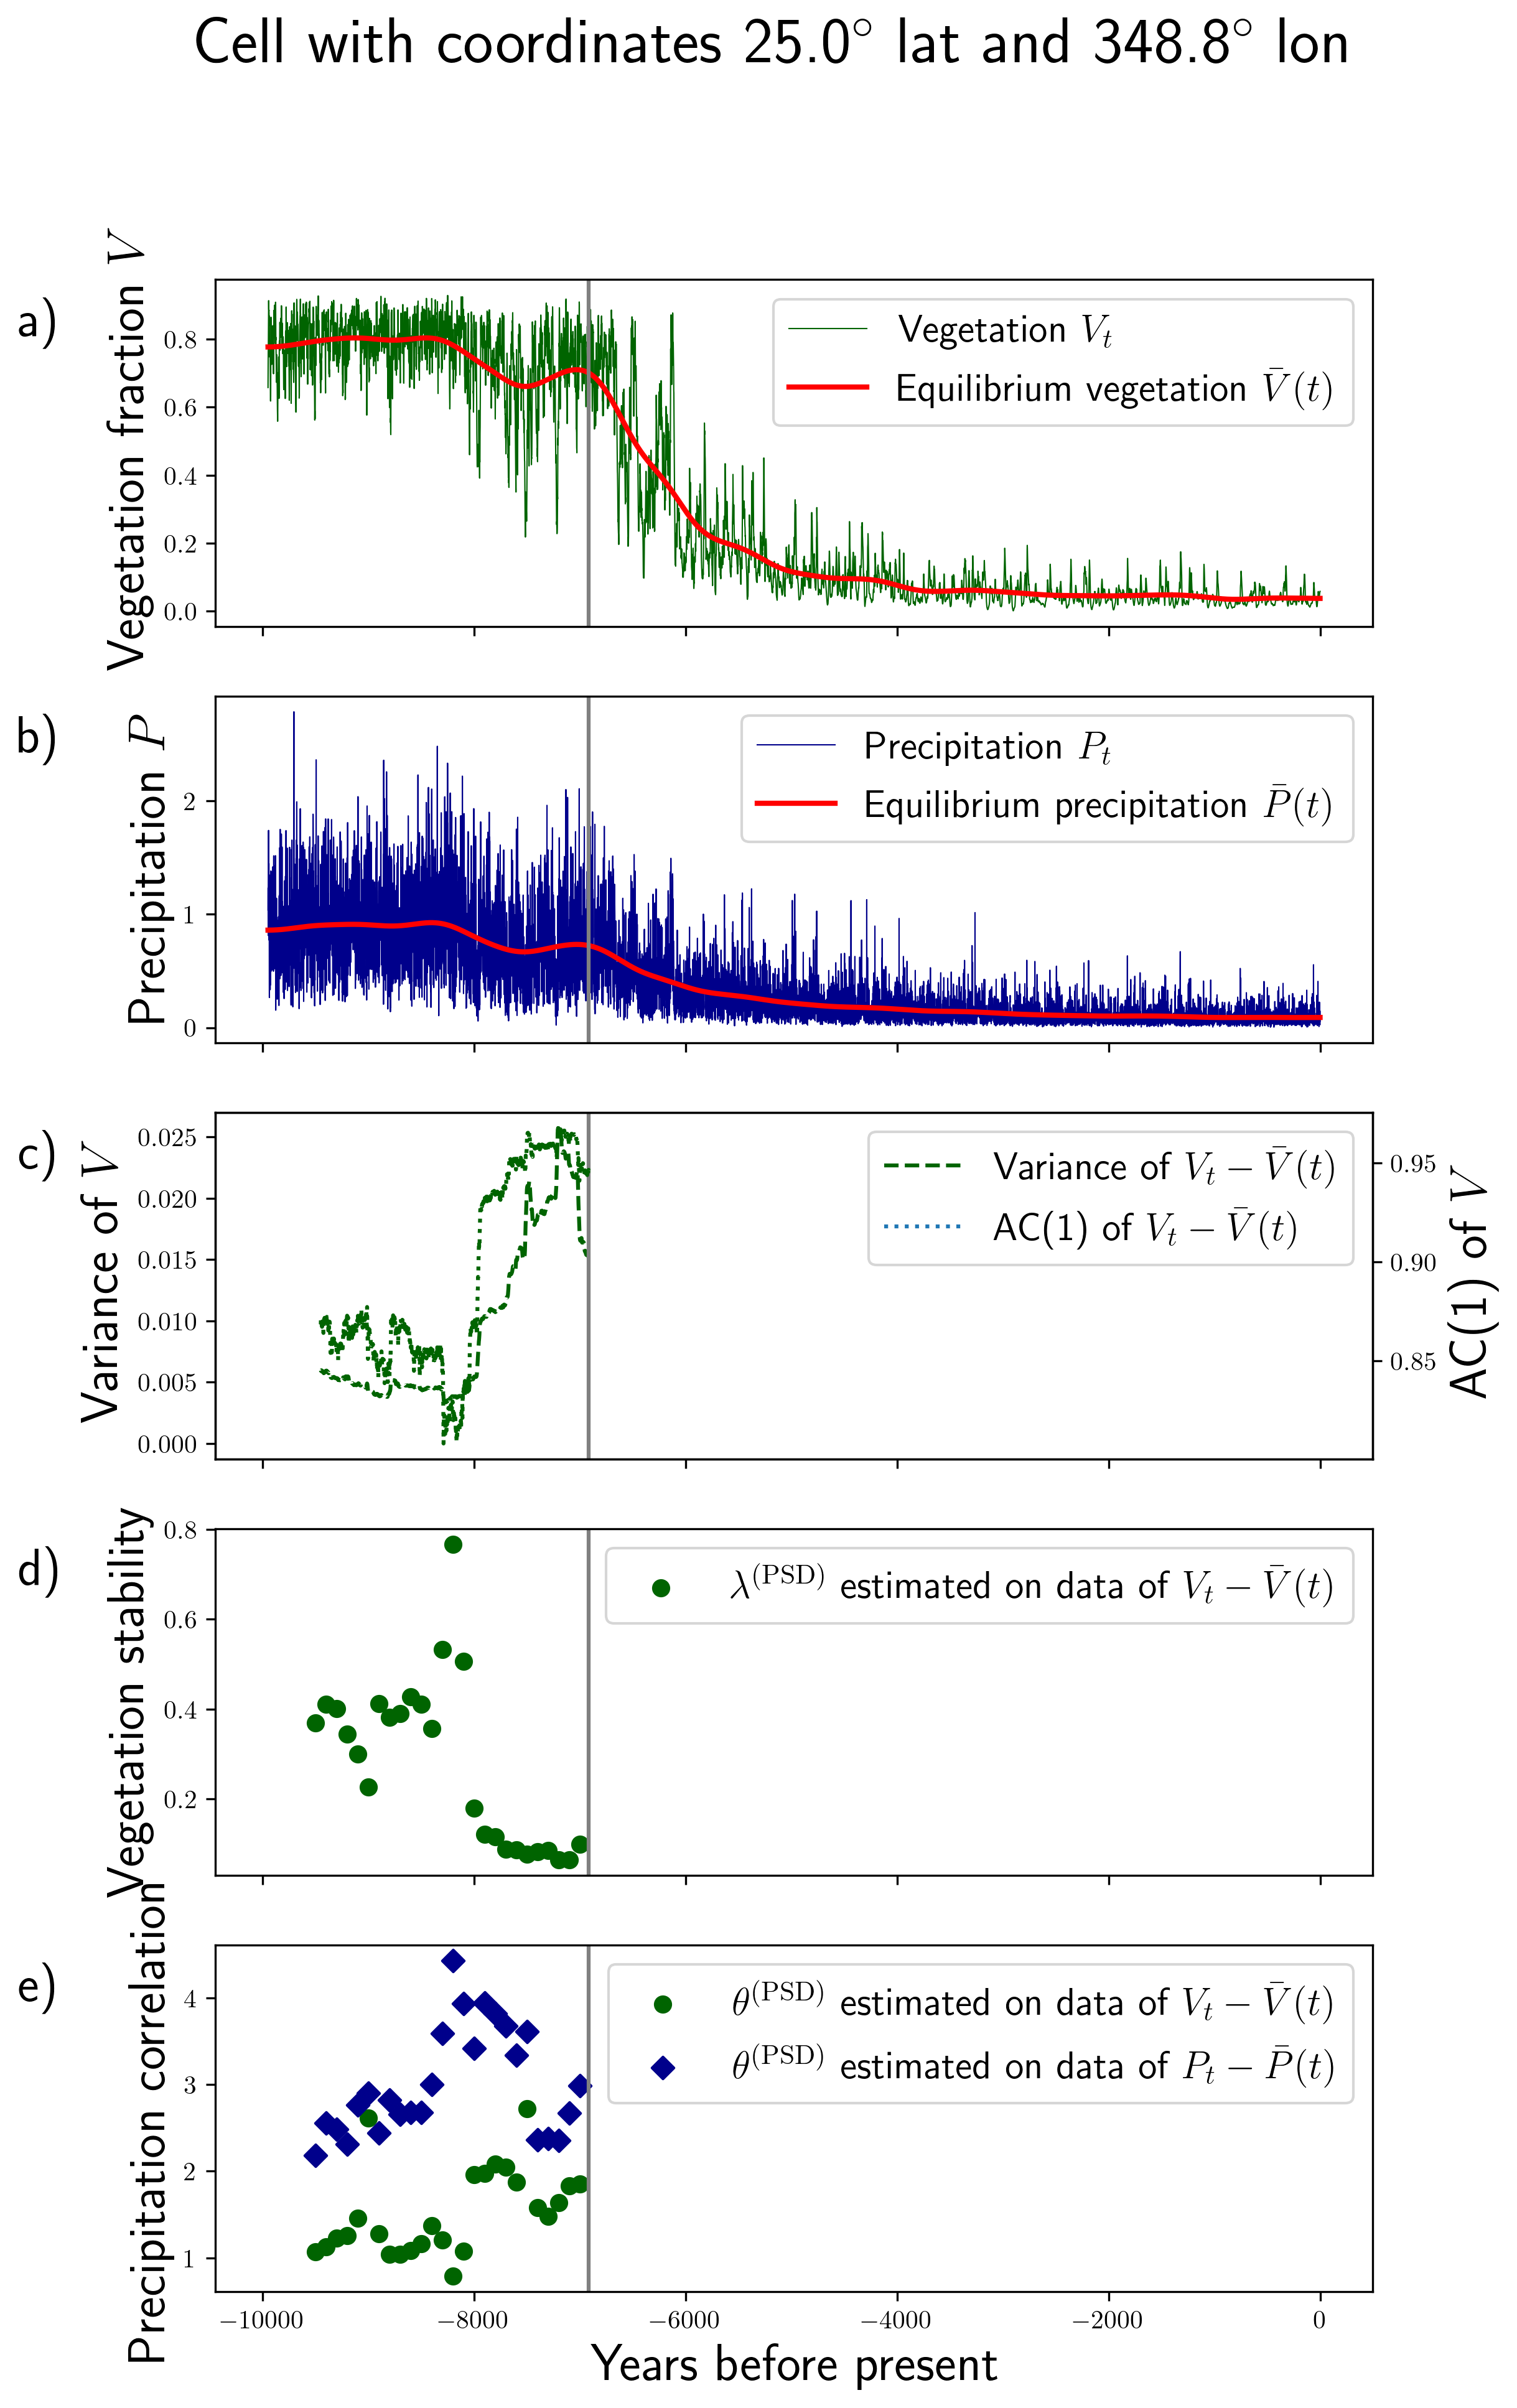 Cell with coordinates 25.0° lat and 348.8° lon
a)
Vegetation fraction V
0.8
0.6
0.4
0.2
0.0
Vegetation V_t
Equilibrium vegetation V̄(t)
b)
Precipitation P
2
1
0
Precipitation P_t
Equilibrium precipitation P̄(t)
c)
Variance of V
0.025
0.020
0.015
0.010
0.005
0.000
Variance of V_t − V̄(t)
AC(1) of V_t − V̄(t)
0.95
0.90
0.85
AC(1) of V
d)
Vegetation stability
0.8
0.6
0.4
0.2
λ^(PSD) estimated on data of V_t − V̄(t)
e)
Precipitation correlation
4
3
2
1
θ^(PSD) estimated on data of V_t − V̄(t)
θ^(PSD) estimated on data of P_t − P̄(t)
−10000 −8000 −6000 −4000 −2000 0
Years before present